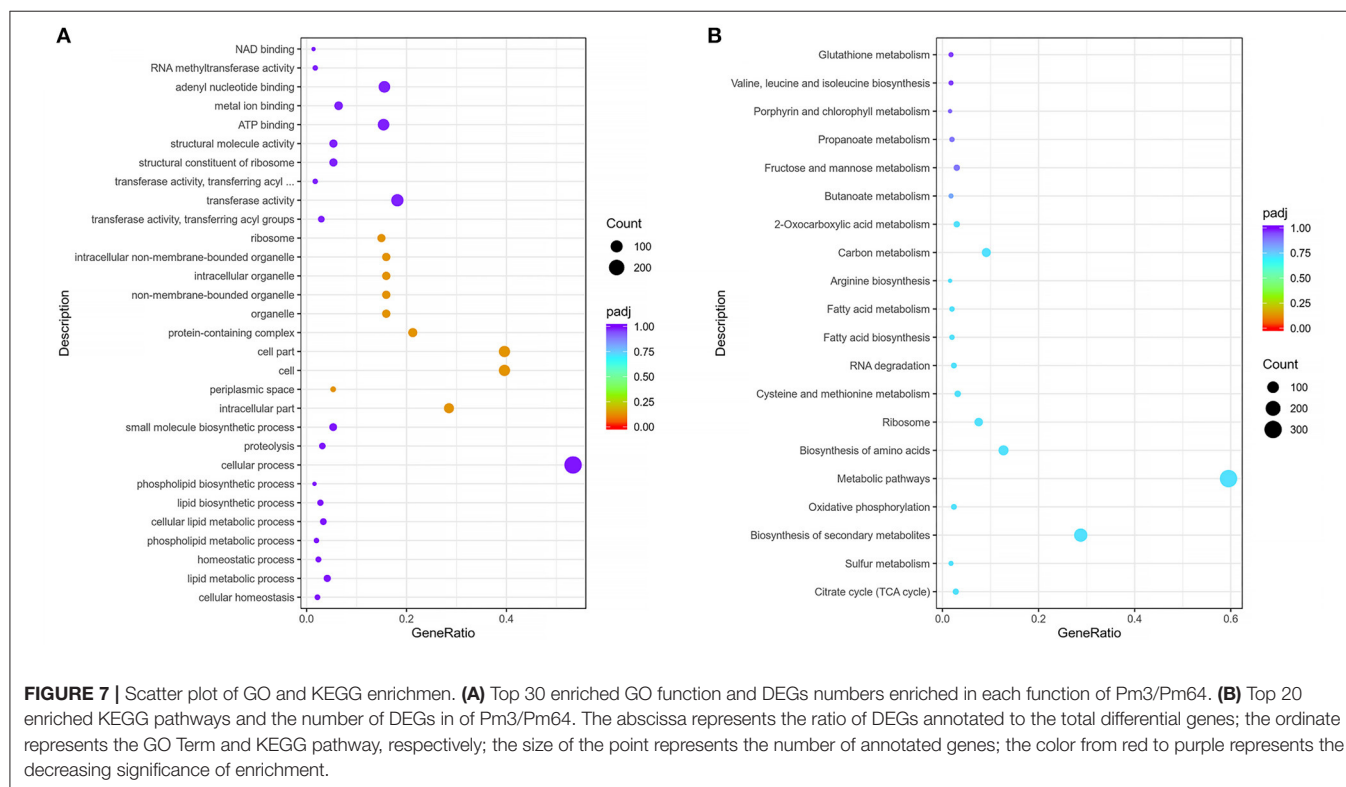 A
Description
NAD binding
RNA methyltransferase activity
adenyl nucleotide binding
metal ion binding
ATP binding
structural molecule activity
structural constituent of ribosome
transferase activity, transferring acyl ...
transferase activity
transferase activity, transferring acyl groups
ribosome
intracellular non-membrane-bounded organelle
intracellular organelle
non-membrane-bounded organelle
organelle
protein-containing complex
cell part
cell
periplasmic space
intracellular part
small molecule biosynthetic process
proteolysis
cellular process
phospholipid biosynthetic process
lipid biosynthetic process
cellular lipid metabolic process
phospholipid metabolic process
homeostatic process
lipid metabolic process
cellular homeostasis
0.0 0.2 0.4
GeneRatio
Count
100
200
padj
1.00
0.75
0.50
0.25
0.00
B
Description
Glutathione metabolism
Valine, leucine and isoleucine biosynthesis
Porphyrin and chlorophyll metabolism
Propanoate metabolism
Fructose and mannose metabolism
Butanoate metabolism
2-Oxocarboxylic acid metabolism
Carbon metabolism
Arginine biosynthesis
Fatty acid metabolism
Fatty acid biosynthesis
RNA degradation
Cysteine and methionine metabolism
Ribosome
Biosynthesis of amino acids
Metabolic pathways
Oxidative phosphorylation
Biosynthesis of secondary metabolites
Sulfur metabolism
Citrate cycle (TCA cycle)
0.0 0.2 0.4 0.6
GeneRatio
padj
1.00
0.75
0.50
0.25
0.00
Count
100
200
300
FIGURE 7 | Scatter plot of GO and KEGG enrichmen. (A) Top 30 enriched GO function and DEGs numbers enriched in each function of Pm3/Pm64. (B) Top 20
enriched KEGG pathways and the number of DEGs in of Pm3/Pm64. The abscissa represents the ratio of DEGs annotated to the total differential genes; the ordinate
represents the GO Term and KEGG pathway, respectively; the size of the point represents the number of annotated genes; the color from red to purple represents the
decreasing significance of enrichment.